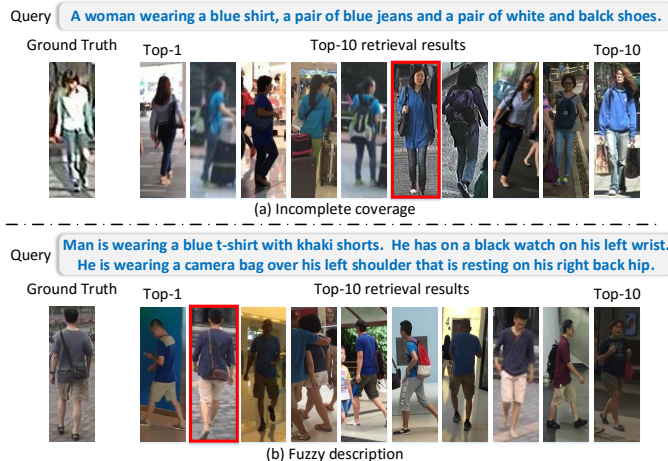 Query A woman wearing a blue shirt, a pair of blue jeans and a pair of white and balck shoes.
Ground Truth Top-1 Top-10 retrieval results Top-10
(a) Incomplete coverage
Query Man is wearing a blue t-shirt with khaki shorts. He has on a black watch on his left wrist.
He is wearing a camera bag over his left shoulder that is resting on his right back hip.
Ground Truth Top-1 Top-10 retrieval results Top-10
(b) Fuzzy description